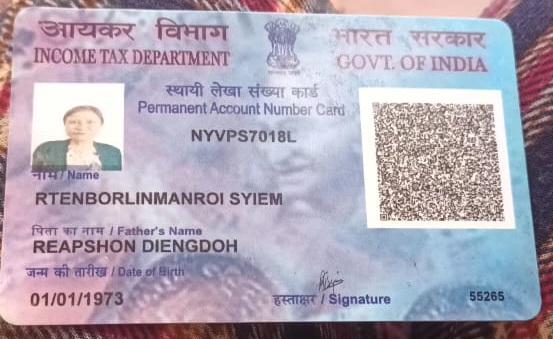 आयकर विभाग
INCOME TAX DEPARTMENT
भारत सरकार
GOVT. OF INDIA
स्थायी लेखा संख्या कार्ड
Permanent Account Number Card
NYVPS7018L
नाम / Name
RTENBORLINMANROI SYIEM
पिता का नाम / Father's Name
REAPSHON DIENGDOH
जन्म की तारीख / Date of Birth
01/01/1973
हस्ताक्षर / Signature
55265